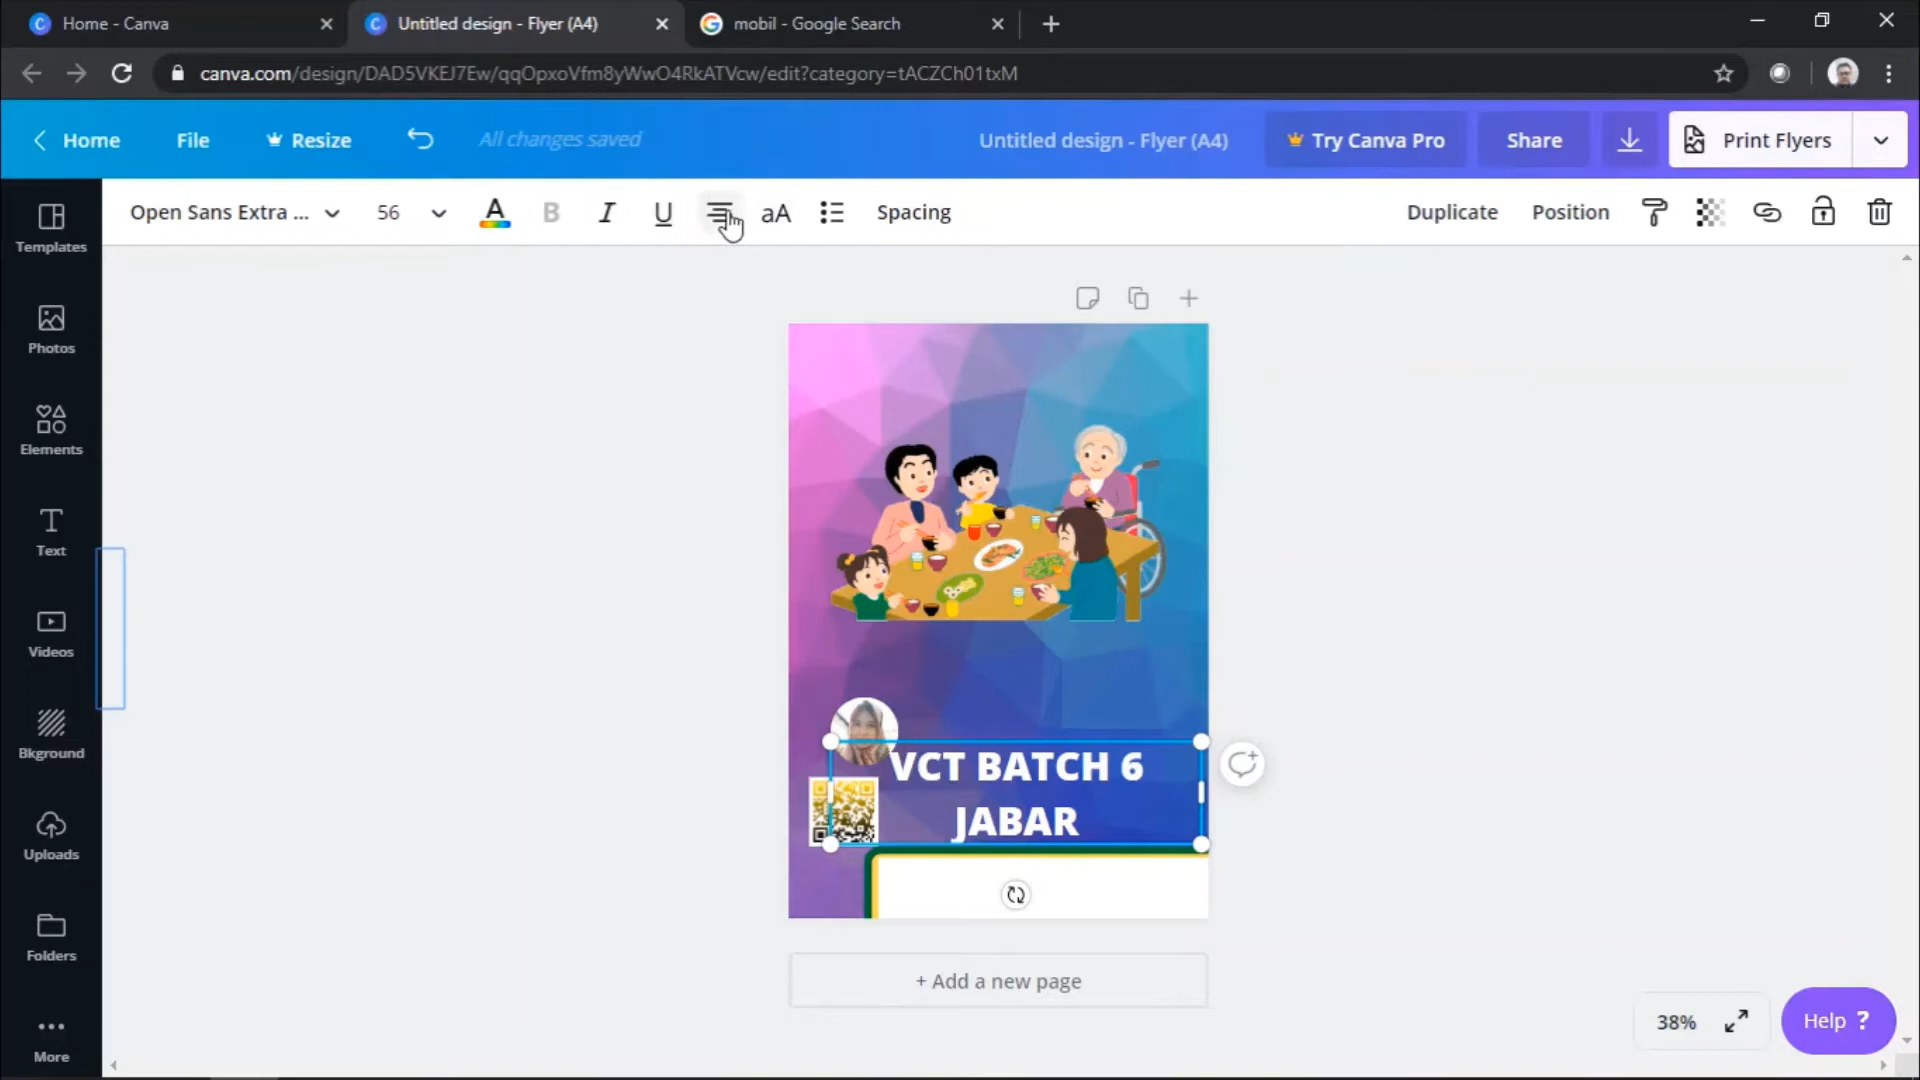 Home - Canva
Untitled design - Flyer (A4)
mobil - Google Search
canva.com/design/DAD5VKEJ7Ew/qqOpxoVfm8yWwO4RkATVcw/edit?category=tACZCh01txM
Home
File
Resize
All changes saved
Untitled design - Flyer (A4)
Try Canva Pro
Share
Print Flyers
Open Sans Extra ...
56
A
B
I
U
aA
Spacing
Duplicate
Position
Templates
Photos
Elements
Text
Videos
Bkground
Uploads
Folders
More
VCT BATCH 6
JABAR
+ Add a new page
38%
Help ?